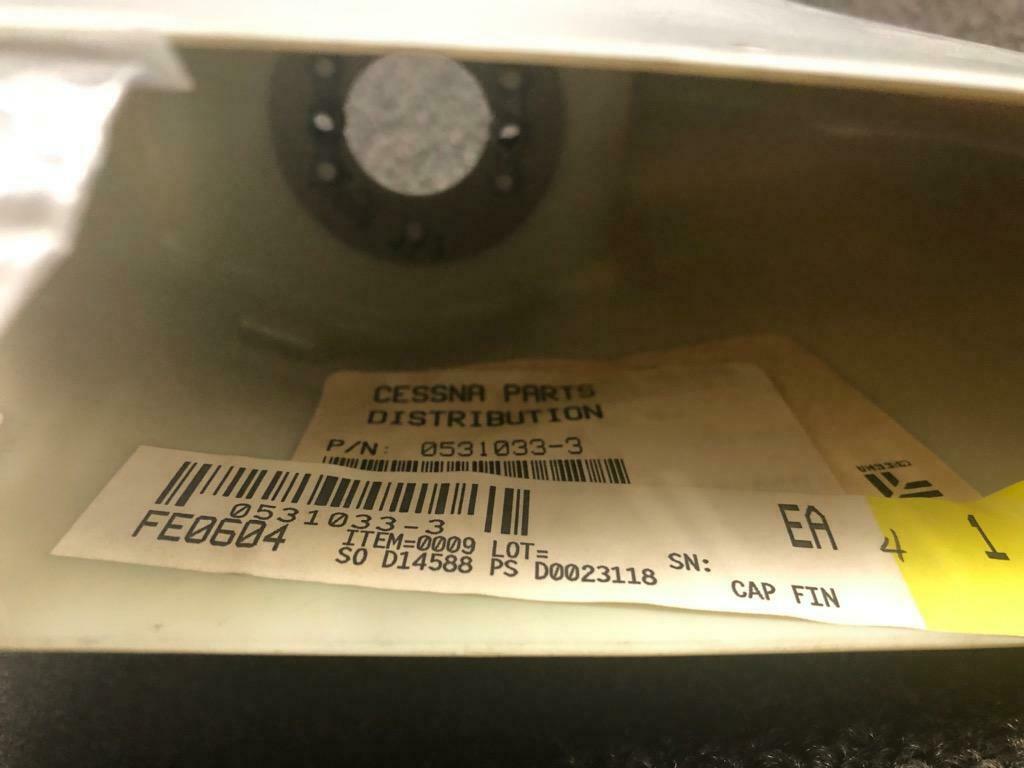 CESSNA PARTS
DISTRIBUTION
P/N: 0531033-3
0531033-3
FE0604
ITEM=0009 LOT=
SO D14588 PS D0023118
SN:
EA
CAP FIN
4
1